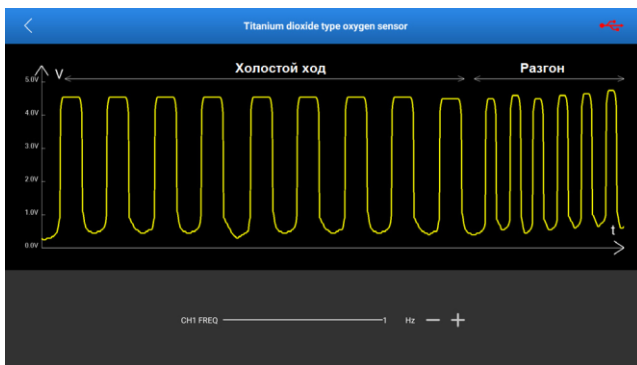 Titanium dioxide type oxygen sensor
Холостой ход
Разгон
V
5.0V
4.0V
3.0V
2.0V
1.0V
0.0V
t
CH1 FREQ 1 Hz